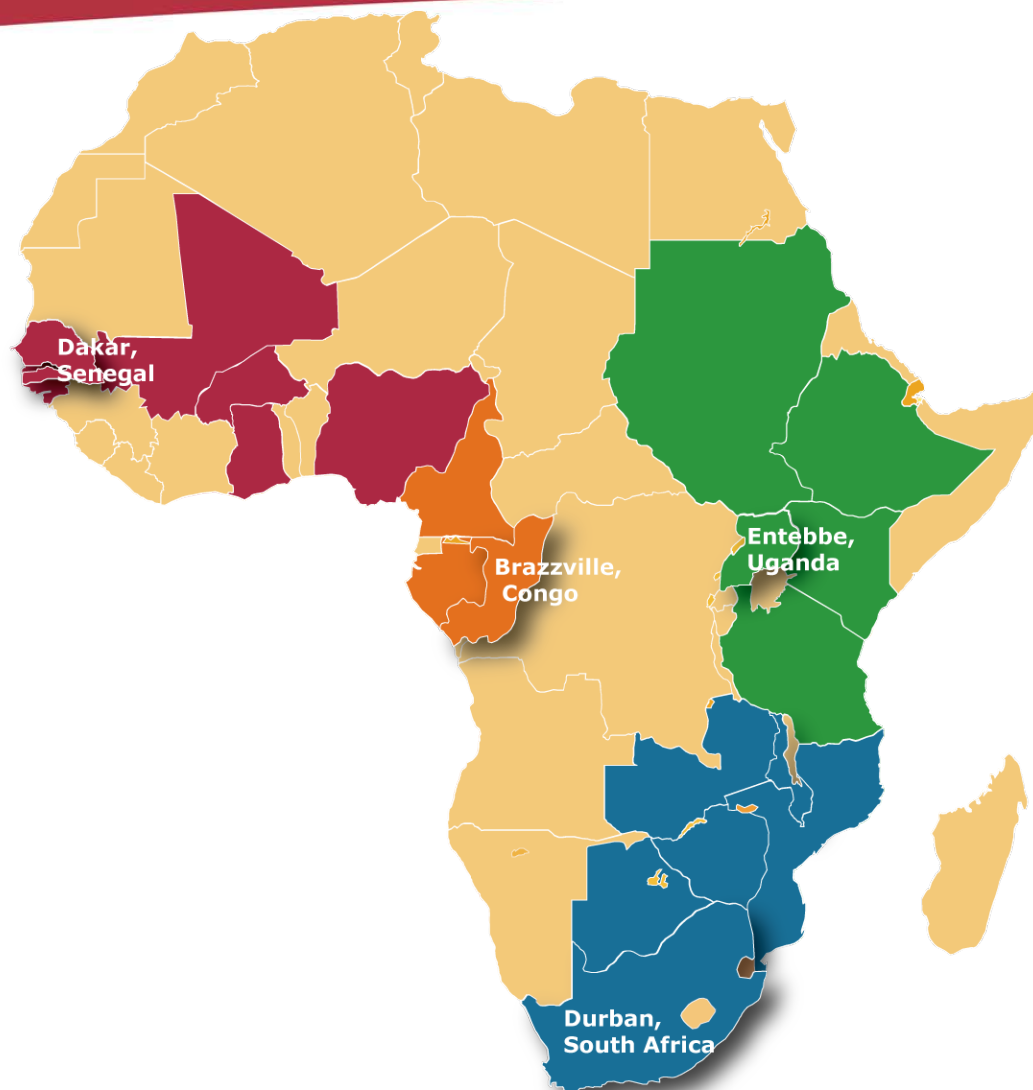 Dakar,
Senegal
Entebbe,
Uganda
Brazzville,
Congo
Durban,
South Africa